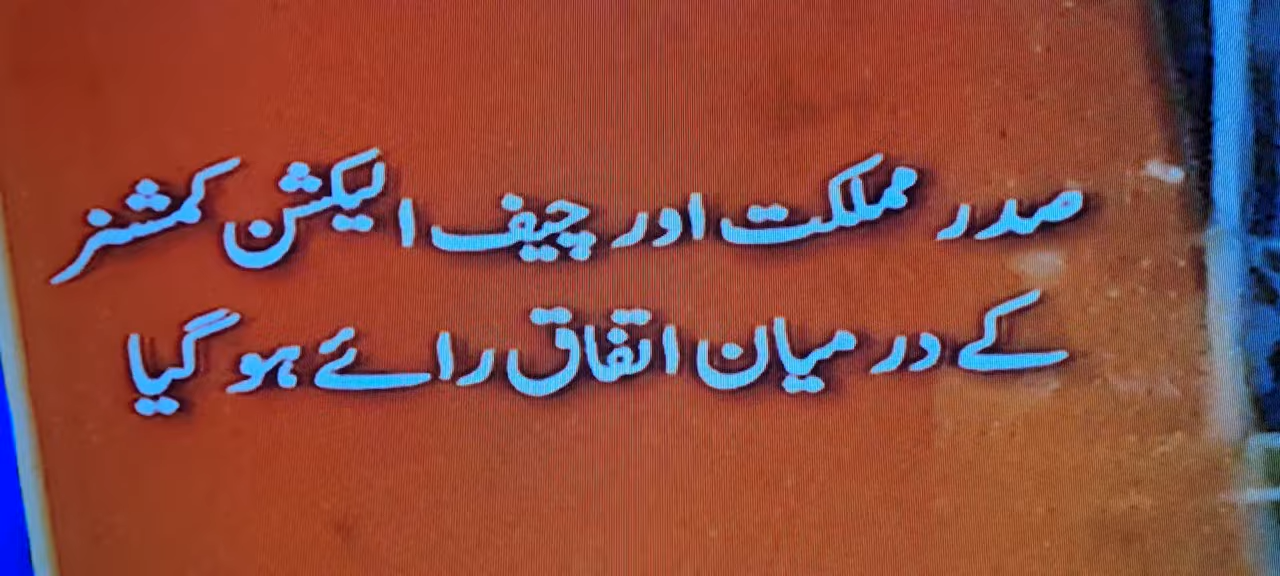 صدر مملکت اور چیف الیکشن کمشنر
کے درمیان اتفاق رائے ہو گیا